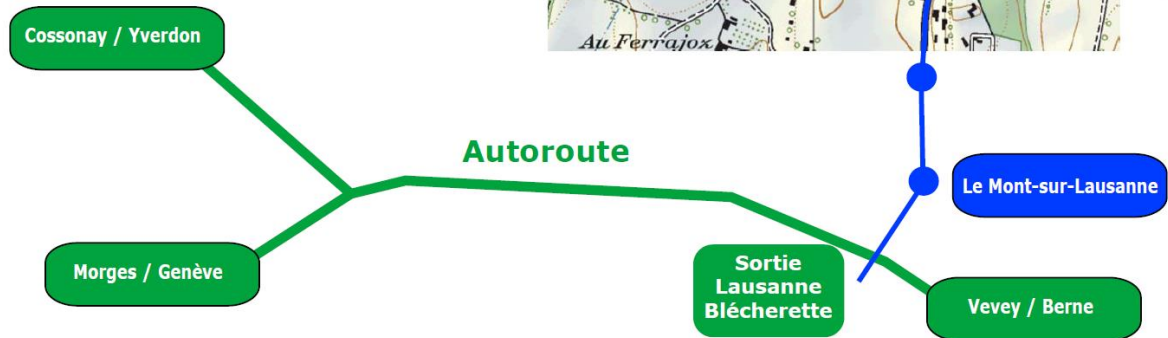 Cossonay / Yverdon
Au Ferrajox
Autoroute
Le Mont-sur-Lausanne
Morges / Genève
Sortie
Lausanne
Blécherette
Vevey / Berne